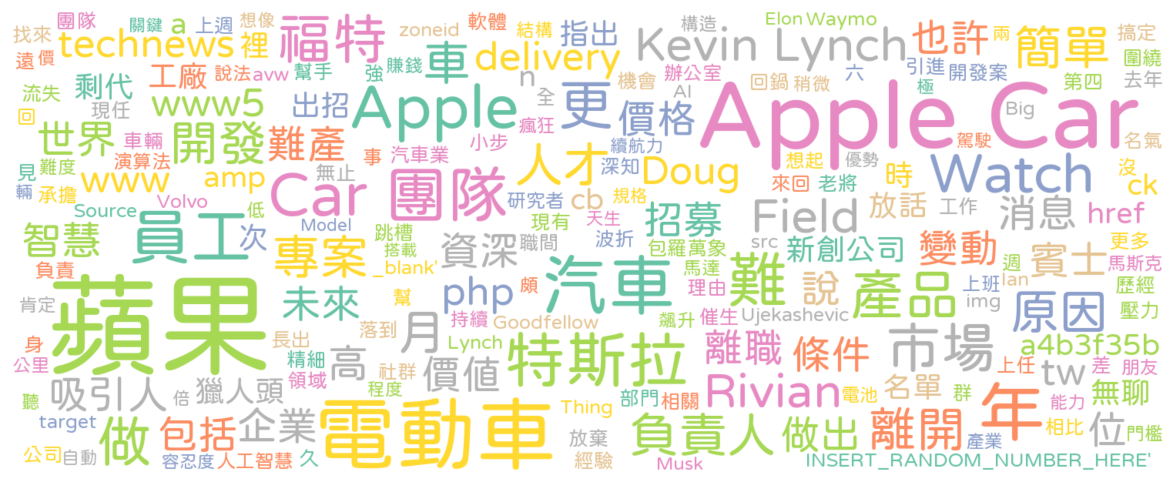 找來 團隊 關鍵 a 上週 想像 zoneid 軟體 結構 構造 Elon Waymo 兩 搞定
遠 價 technews 裡 福特 車 delivery 指出 Kevin Lynch 也許 簡單 圍繞
剩代 工廠 說法 avw 幫手 強 賺錢 n 機會 辦公室 回鍋 稍微 六 引進 開發案 第四 去年
流失 現任 www5 出招 Apple 全 更 價格 AI Apple Car 極 Big
回 世界 車輛 開發 難產 小步 瘋狂 續航力 駕駛 名氣
見 難度 演算法 事 汽車業 無止 人才 深知 Doug 想起 優勢 Watch 沒
輛 承擔 www amp Car 團隊 研究者 cb 規格 來回 老將 時 ck
Source Volvo 低 Model 跳槽 現有 天生 招募 Field 放話 工作 消息 href
智慧 員工 次 專案 搭載 資深 職間 波折 包羅萬象 src 新創公司 變動 週 賓士 更多
負責 _blank' 頗 汽車 馬達 難 說 產品 上班 lan 馬斯克
肯定 蘋果 未來 幫 php 理由 img 原因 歷經 壓力
身 長出 落到 月 持續 Goodfellow 飆升 催生 Ujekashevic 市場
公里 精細 Lynch 特斯拉 離職 條件 上任 a4b3f35b
聽 吸引人 倍 獵人頭 領域 高 社群 程度 價值 Rivian 電池 名單 群 tw 差 朋友 無聊
target 做 包括 企業 電動車 Thing 部門 相關 負責人 做出 離開 年 能力 相比 位 門檻
公司 自動 容忍度 人工智慧 久 放棄 經驗 Musk 產業 INSERT_RANDOM_NUMBER_HERE'